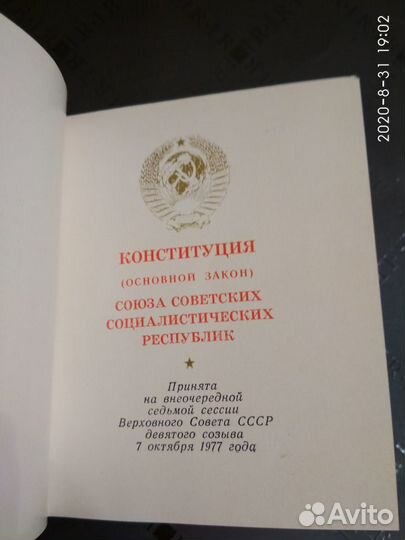 2020-8-31 19:02
КОНСТИТУЦИЯ
(ОСНОВНОЙ ЗАКОН)
СОЮЗА СОВЕТСКИХ
СОЦИАЛИСТИЧЕСКИХ
РЕСПУБЛИК
Принята
на внеочередной
седьмой сессии
Верховного Совета СССР
девятого созыва
7 октября 1977 года
Avito